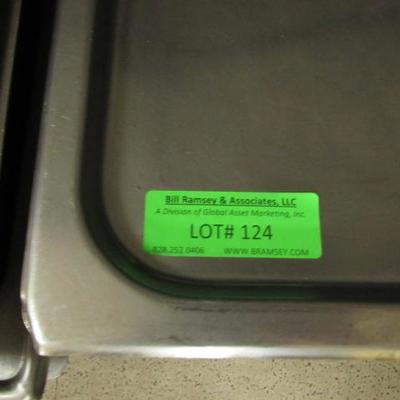 Bill Ramsey & Associates, LLC
A Division of Global Asset Marketing, Inc.
LOT# 124
828.252.0406 WWW.BRAMSEY.COM